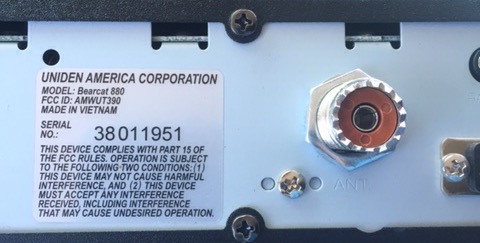 UNIDEN AMERICA CORPORATION
MODEL: Bearcat 880
FCC ID: AMWUT390
MADE IN VIETNAM
SERIAL
NO.: 38011951
THIS DEVICE COMPLIES WITH PART 15 OF
THE FCC RULES. OPERATION IS SUBJECT
TO THE FOLLOWING TWO CONDITIONS: (1)
THIS DEVICE MAY NOT CAUSE HARMFUL
INTERFERENCE, AND (2) THIS DEVICE
MUST ACCEPT ANY INTERFERENCE
RECEIVED, INCLUDING INTERFERENCE
THAT MAY CAUSE UNDESIRED OPERATION.
ANT